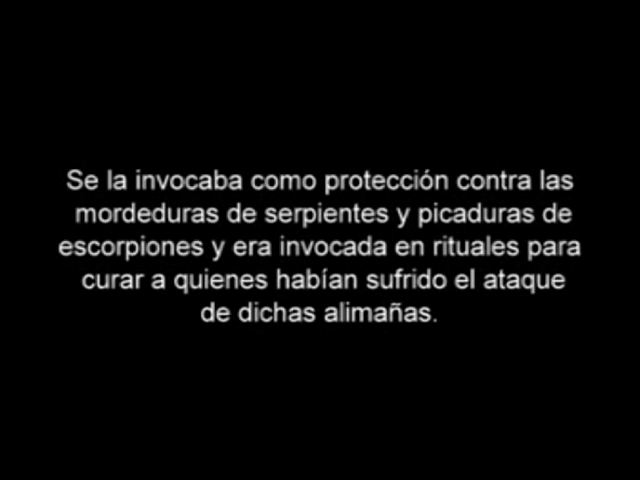 Se la invocaba como protección contra las
mordeduras de serpientes y picaduras de
escorpiones y era invocada en rituales para
curar a quienes habían sufrido el ataque
de dichas alimañas.